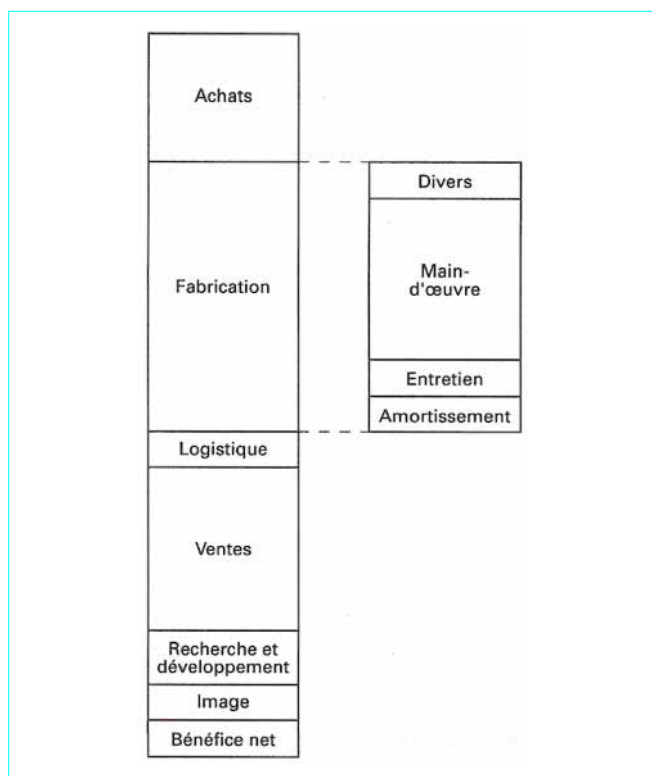 Achats
Divers
Fabrication
Main-
d'œuvre
Entretien
Amortissement
Logistique
Ventes
Recherche et
développement
Image
Bénéfice net